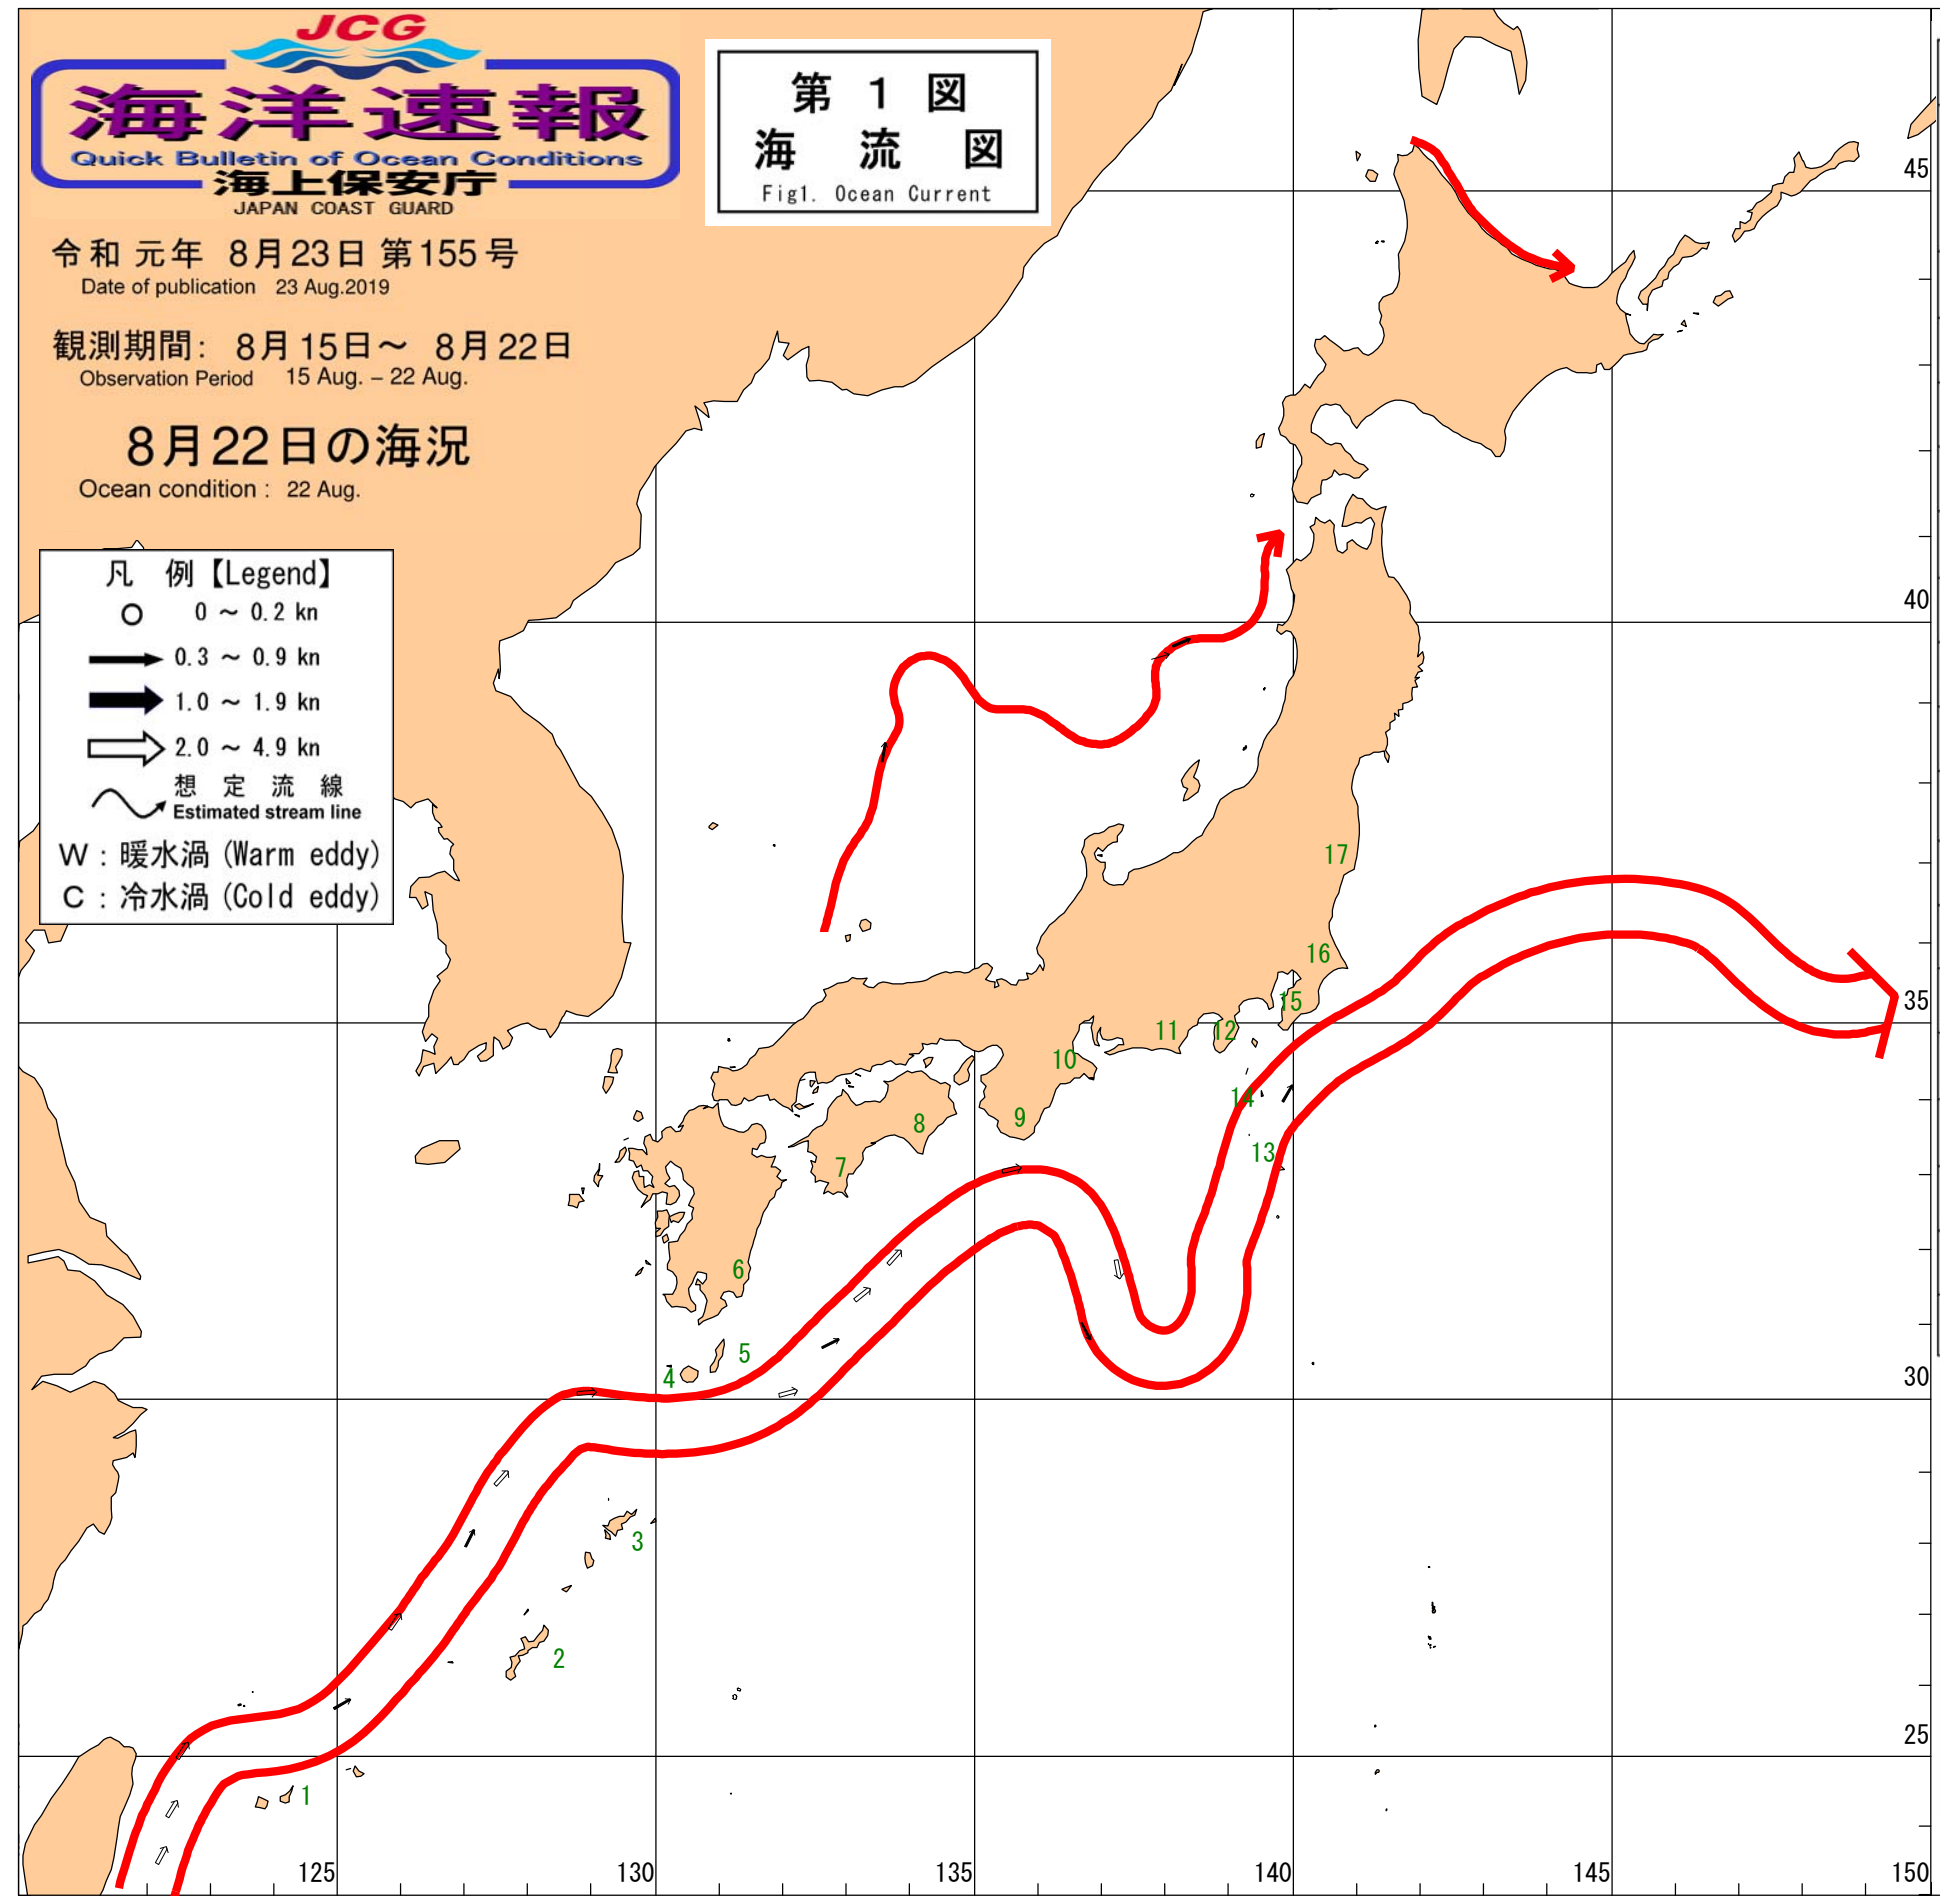 JCG
海洋速報
Quick Bulletin of Ocean Conditions
海上保安庁
JAPAN COAST GUARD
第 1 図
海 流 図
Fig1. Ocean Current
令和 元年 8月23日 第155号
Date of publication 23 Aug.2019
観測期間: 8月15日～ 8月22日
Observation Period 15 Aug. – 22 Aug.
8月22日の海況
Ocean condition : 22 Aug.
凡 例【Legend】
0 ～ 0.2 kn
0.3 ～ 0.9 kn
1.0 ～ 1.9 kn
2.0 ～ 4.9 kn
想 定 流 線
Estimated stream line
W : 暖水渦 (Warm eddy)
C : 冷水渦 (Cold eddy)
45
40
17
16
35
15
12
11
10
14
9
8
13
7
6
5
4
30
3
2
25
1
125
130
135
140
145
150